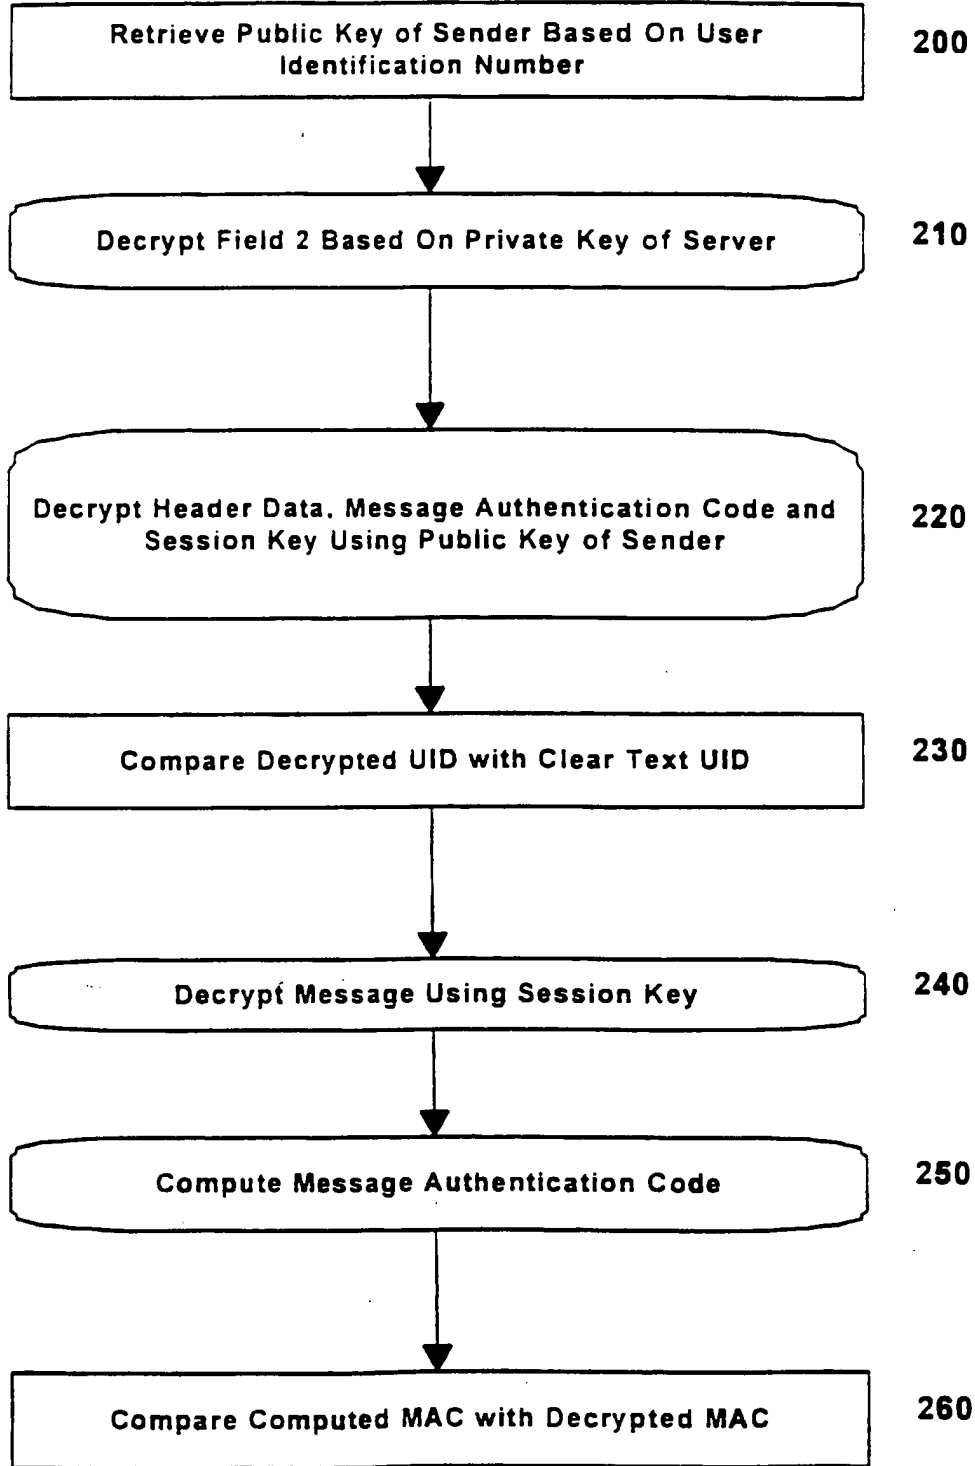 Retrieve Public Key of Sender Based On User
Identification Number
200
Decrypt Field 2 Based On Private Key of Server
210
Decrypt Header Data, Message Authentication Code and
Session Key Using Public Key of Sender
220
Compare Decrypted UID with Clear Text UID
230
Decrypt Message Using Session Key
240
Compute Message Authentication Code
250
Compare Computed MAC with Decrypted MAC
260